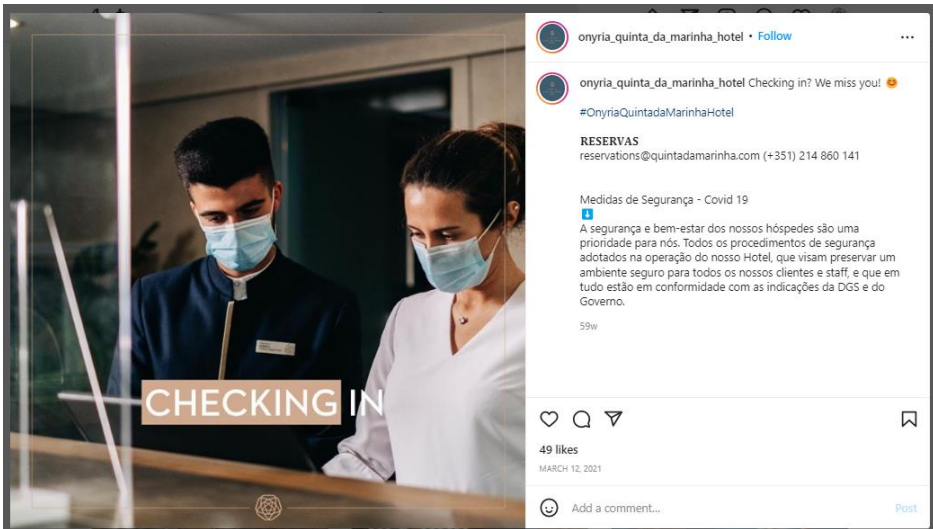 CHECKING IN
onyria_quinta_da_marinha_hotel • Follow
onyria_quinta_da_marinha_hotel Checking in? We miss you! 😊
#OnyriaQuintadaMarinhaHotel
RESERVAS
reservations@quintadamarinha.com (+351) 214 860 141
Medidas de Segurança - Covid 19
⬇️
A segurança e bem-estar dos nossos hóspedes são uma
prioridade para nós. Todos os procedimentos de segurança
adotados na operação do nosso Hotel, que visam preservar um
ambiente seguro para todos os nossos clientes e staff, e que em
tudo estão em conformidade com as indicações da DGS e do
Governo.
59w
49 likes
MARCH 12, 2021
Add a comment...
Post